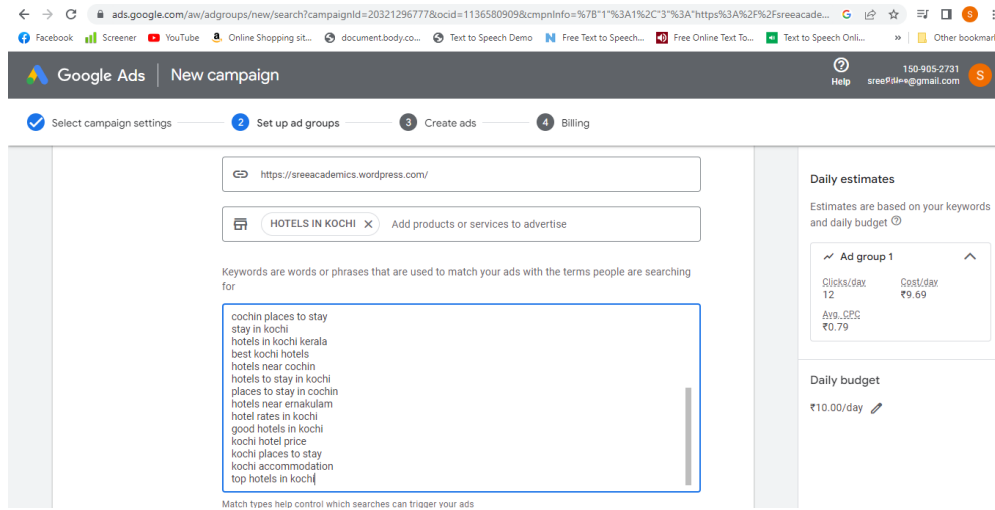 ads.google.com/aw/adgroups/new/search?campaignId=20321296777&ocid=1136580909&cmpnInfo=%7B"1"%3A1%2C"3"%3A"https%3A%2F%2Fsreeacade...
Facebook Screener YouTube Online Shopping sit... document.body.co... Text to Speech Demo Free Text to Speech... Free Online Text To... Text to Speech Onli... » Other bookmar
Google Ads New campaign
Help
150-905-2731
S
Select campaign settings 2 Set up ad groups 3 Create ads 4 Billing
https://sreeacademics.wordpress.com/
HOTELS IN KOCHI X Add products or services to advertise
Keywords are words or phrases that are used to match your ads with the terms people are searching
for
cochin places to stay
stay in kochi
hotels in kochi kerala
best kochi hotels
hotels near cochin
hotels to stay in kochi
places to stay in cochin
hotels near ernakulam
hotel rates in kochi
good hotels in kochi
kochi hotel price
kochi places to stay
kochi accommodation
top hotels in kochi
Match types help control which searches can trigger your ads
Daily estimates
Estimates are based on your keywords
and daily budget
Ad group 1
Clicks/day Cost/day
12 ₹9.69
Avg. CPC
₹0.79
Daily budget
₹10.00/day